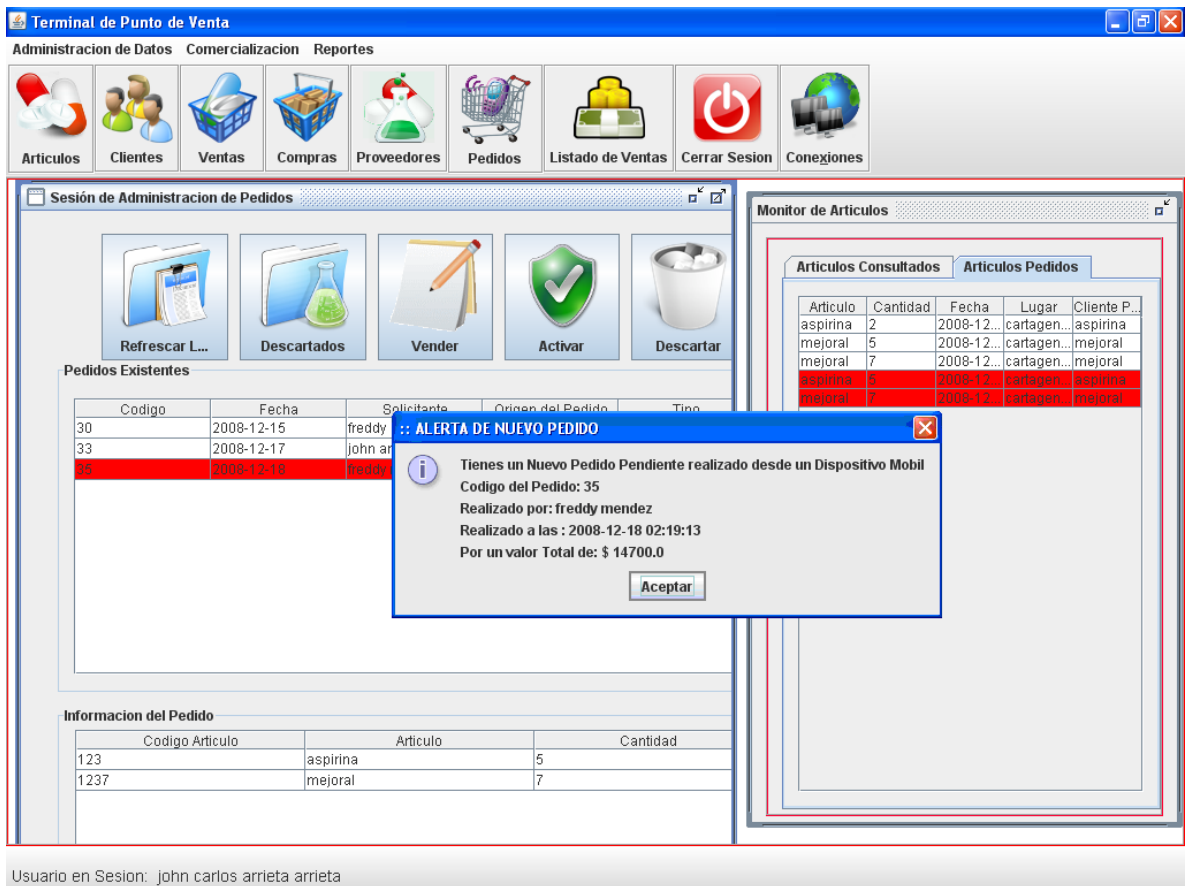 Terminal de Punto de Venta
Administracion de Datos Comercializacion Reportes
Articulos Clientes Ventas Compras Proveedores Pedidos Listado de Ventas Cerrar Sesion Conexiones
Sesión de Administracion de Pedidos
Refrescar L... Descartados Vender Activar Descartar
Pedidos Existentes
Codigo Fecha Solicitante Origen del Pedido Tipo
30 2008-12-15 freddy
33 2008-12-17 john ar
35 2008-12-18 freddy
:: ALERTA DE NUEVO PEDIDO
Tienes un Nuevo Pedido Pendiente realizado desde un Dispositivo Mobil
Codigo del Pedido: 35
Realizado por: freddy mendez
Realizado a las : 2008-12-18 02:19:13
Por un valor Total de: $ 14700.0
Aceptar
Informacion del Pedido
Codigo Articulo Articulo Cantidad
123 aspirina 5
1237 mejoral 7
Monitor de Articulos
Articulos Consultados Articulos Pedidos
Articulo Cantidad Fecha Lugar Cliente P...
aspirina 2 2008-12... cartagen... aspirina
mejoral 5 2008-12... cartagen... mejoral
mejoral 7 2008-12... cartagen... mejoral
aspirina 5 2008-12... cartagen... aspirina
mejoral 7 2008-12... cartagen... mejoral
Usuario en Sesion: john carlos arrieta arrieta